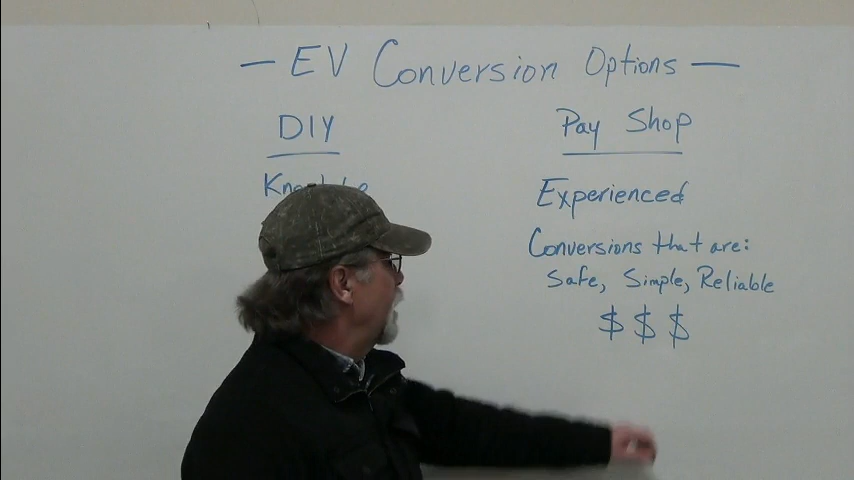 — EV Conversion Options —
DIY
Pay Shop
Experienced
Conversions that are:
Safe, Simple, Reliable
$ $ $